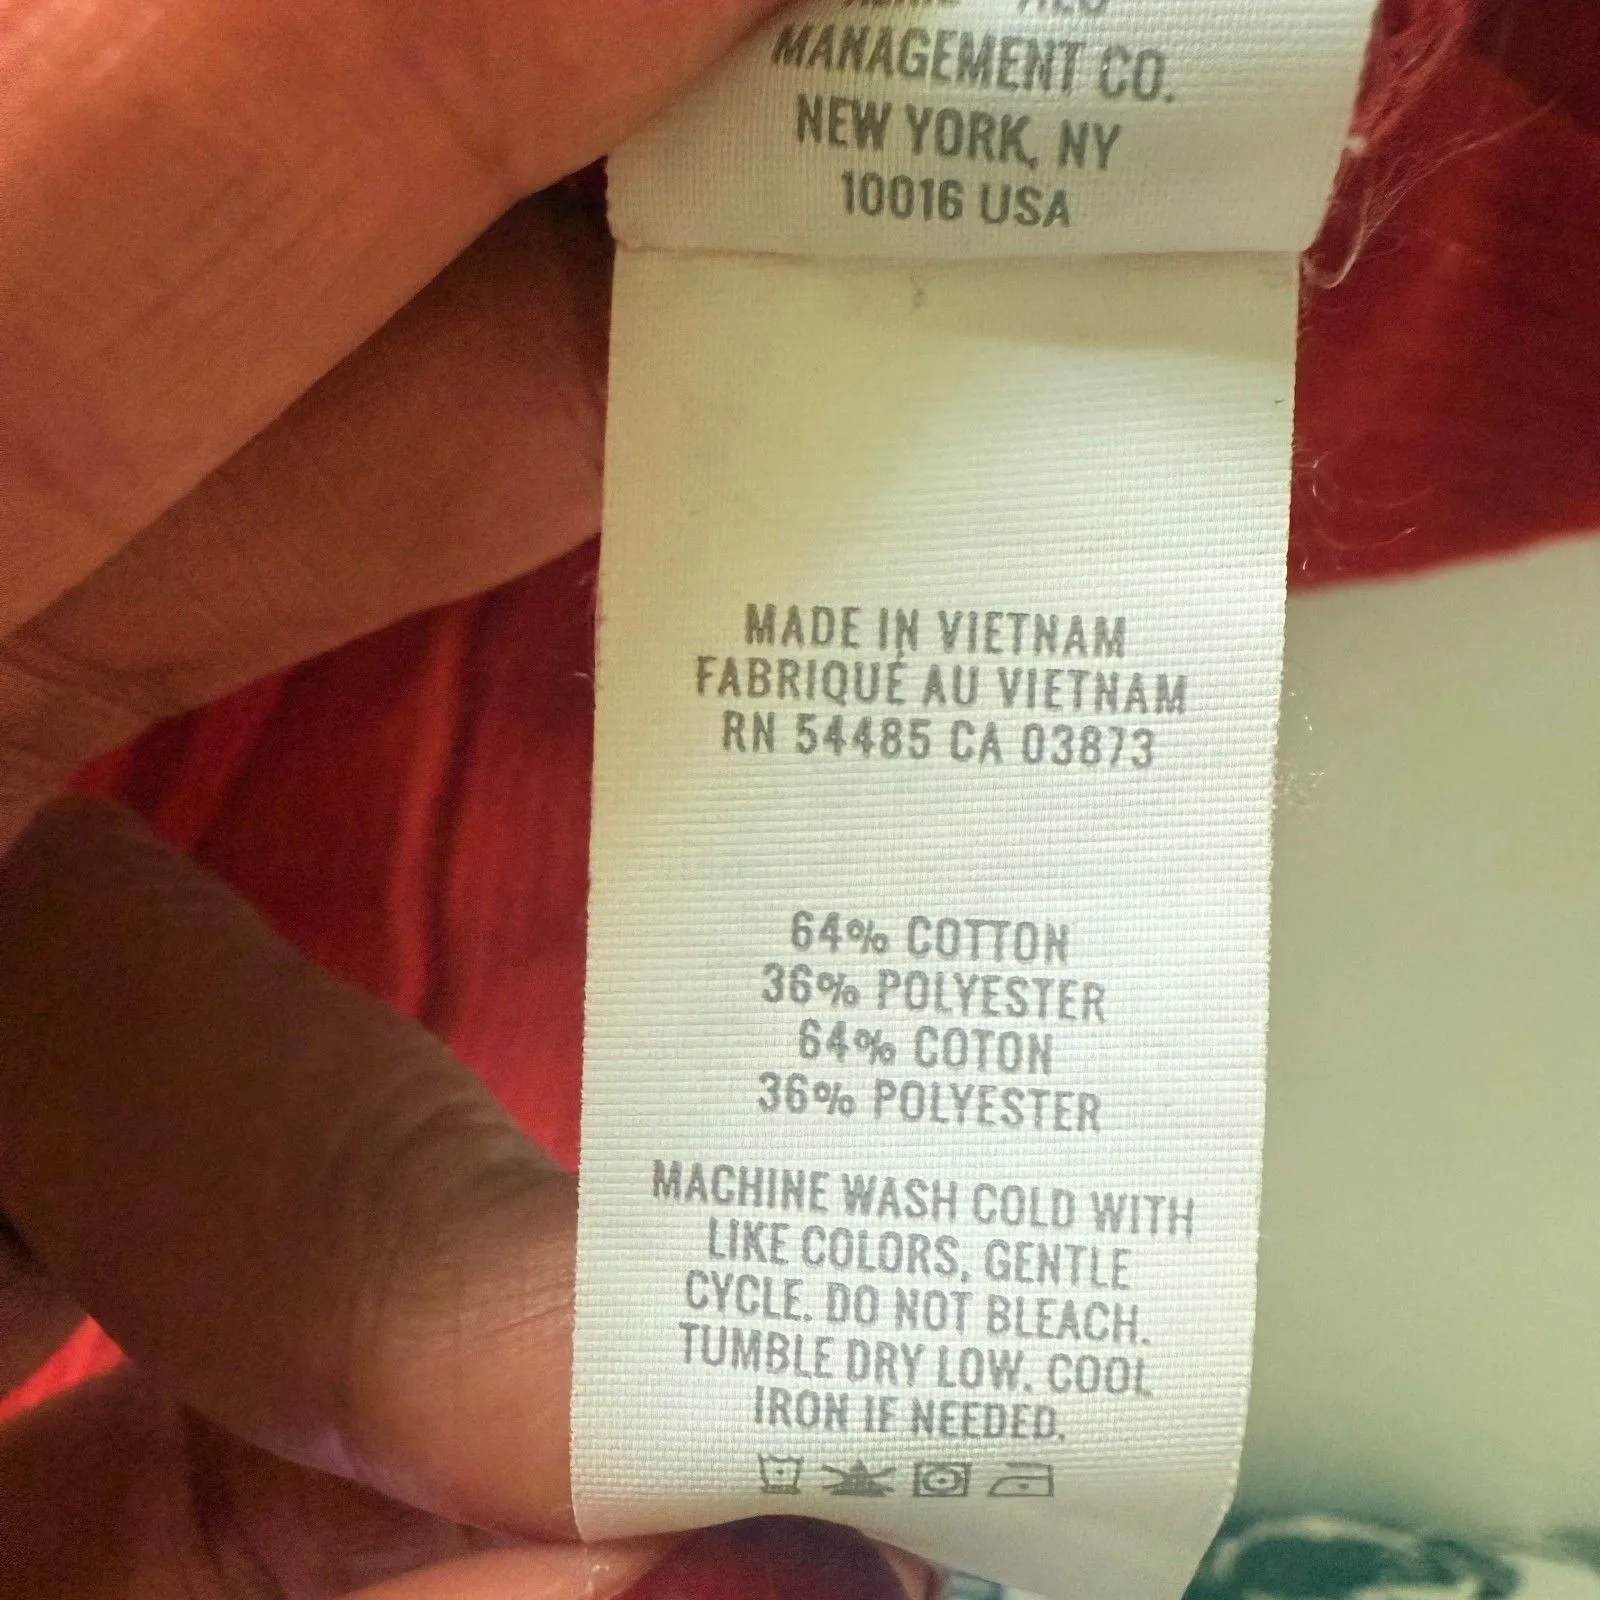 MANAGEMENT CO.
NEW YORK, NY
10016 USA
MADE IN VIETNAM
FABRIQUÉ AU VIETNAM
RN 54485 CA 03873
64% COTTON
36% POLYESTER
64% COTON
36% POLYESTER
MACHINE WASH COLD WITH
LIKE COLORS, GENTLE
CYCLE. DO NOT BLEACH.
TUMBLE DRY LOW. COOL
IRON IF NEEDED.